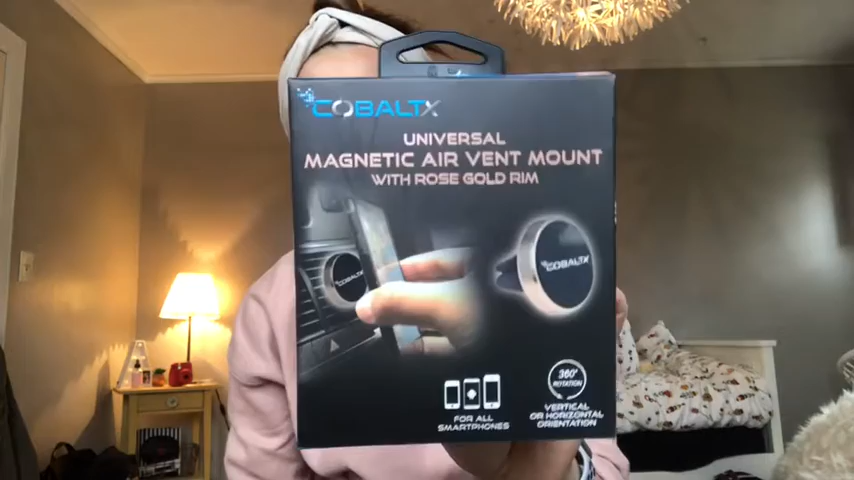 COBALTX
UNIVERSAL
MAGNETIC AIR VENT MOUNT
WITH ROSE GOLD RIM
COBALTX
COBALTX
FOR ALL
SMARTPHONES
360°
ROTATION
VERTICAL
OR HORIZONTAL
ORIENTATION